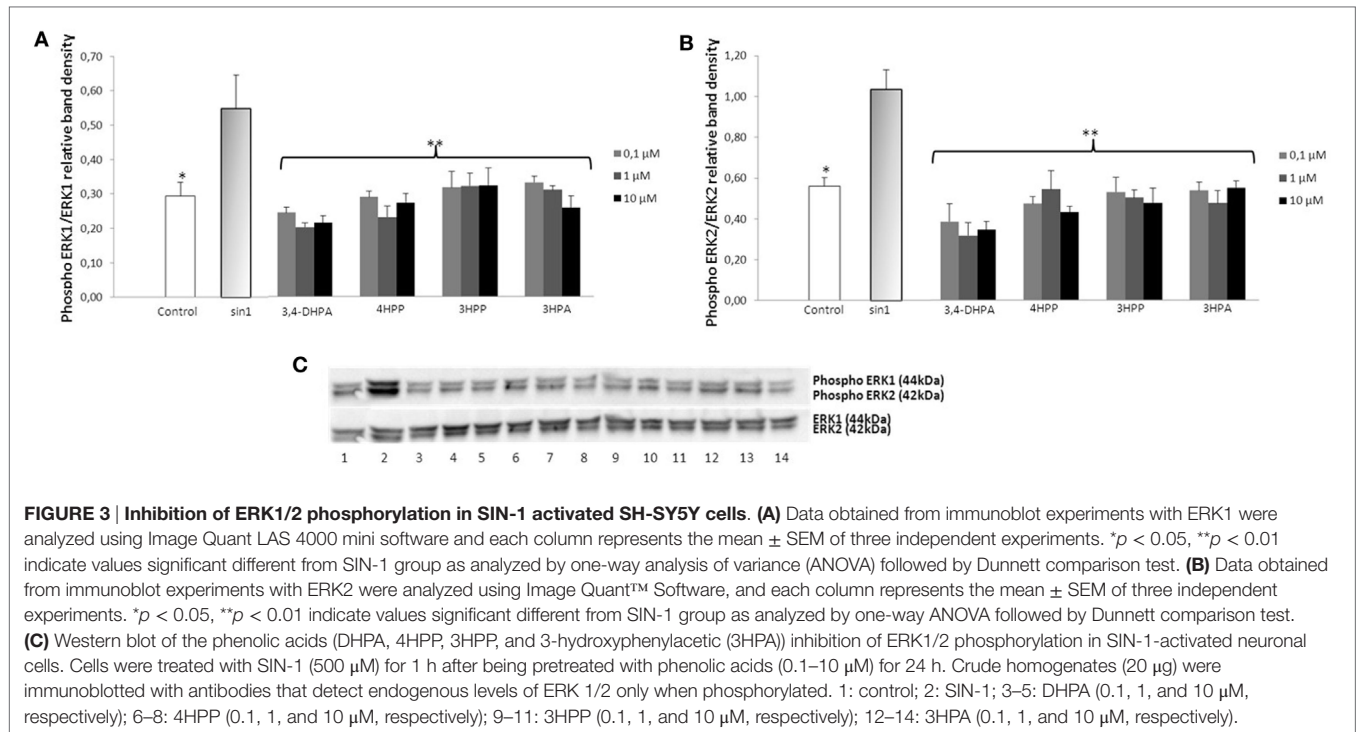 A
Phospho ERK1/ERK1 relative band density
0,70
0,60
0,50
0,40
0,30
0,20
0,10
0,00
*
**
Control
sin1
3,4-DHPA
4HPP
3HPP
3HPA
0,1 µM
1 µM
10 µM
B
Phospho ERK2/ERK2 relative band density
1,20
1,00
0,80
0,60
0,40
0,20
0,00
*
**
Control
sin1
3,4-DHPA
4HPP
3HPP
3HPA
0,1 µM
1 µM
10 µM
C
Phospho ERK1 (44kDa)
Phospho ERK2 (42kDa)
ERK1 (44kDa)
ERK2 (42kDa)
1 2 3 4 5 6 7 8 9 10 11 12 13 14
FIGURE 3 | Inhibition of ERK1/2 phosphorylation in SIN-1 activated SH-SY5Y cells. (A) Data obtained from immunoblot experiments with ERK1 were
analyzed using Image Quant LAS 4000 mini software and each column represents the mean ± SEM of three independent experiments. *p < 0.05, **p < 0.01
indicate values significant different from SIN-1 group as analyzed by one-way analysis of variance (ANOVA) followed by Dunnett comparison test. (B) Data obtained
from immunoblot experiments with ERK2 were analyzed using Image Quant™ Software, and each column represents the mean ± SEM of three independent
experiments. *p < 0.05, **p < 0.01 indicate values significant different from SIN-1 group as analyzed by one-way ANOVA followed by Dunnett comparison test.
(C) Western blot of the phenolic acids (DHPA, 4HPP, 3HPP, and 3-hydroxyphenylacetic (3HPA)) inhibition of ERK1/2 phosphorylation in SIN-1-activated neuronal
cells. Cells were treated with SIN-1 (500 μM) for 1 h after being pretreated with phenolic acids (0.1–10 μM) for 24 h. Crude homogenates (20 μg) were
immunoblotted with antibodies that detect endogenous levels of ERK 1/2 only when phosphorylated. 1: control; 2: SIN-1; 3–5: DHPA (0.1, 1, and 10 μM,
respectively); 6–8: 4HPP (0.1, 1, and 10 μM, respectively); 9–11: 3HPP (0.1, 1, and 10 μM, respectively); 12–14: 3HPA (0.1, 1, and 10 μM, respectively).